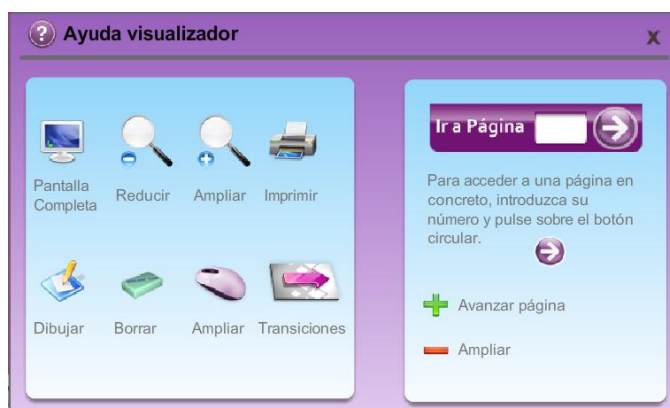 Ayuda visualizador
x
Pantalla
Completa
Reducir
Ampliar
Imprimir
Dibujar
Borrar
Ampliar
Transiciones
Ir a Página
Para acceder a una página en
concreto, introduzca su
número y pulse sobre el botón
circular.
Avanzar página
Ampliar